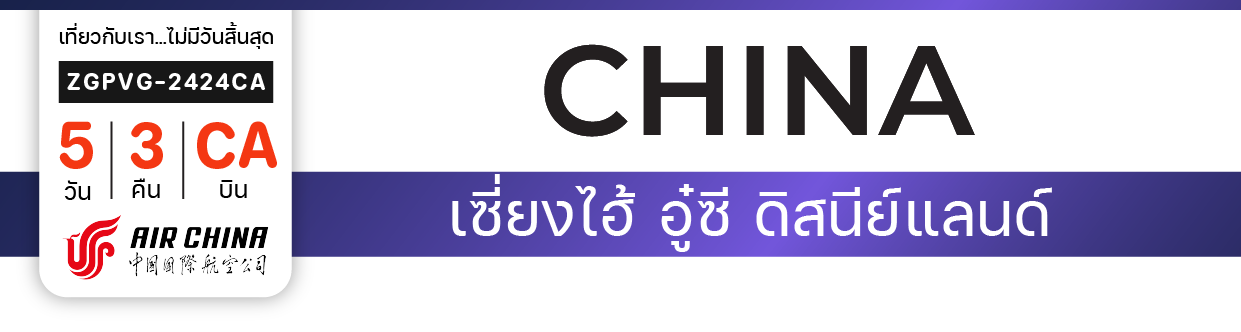 เที่ยวกับเรา...ไม่มีวันสิ้นสุด
ZGPVG-2424CA
5 3 CA
วัน คืน บิน
AIR CHINA
中国国際航空公司
CHINA
เซี่ยงไฮ้ อู๋ซี ดิสนีย์แลนด์